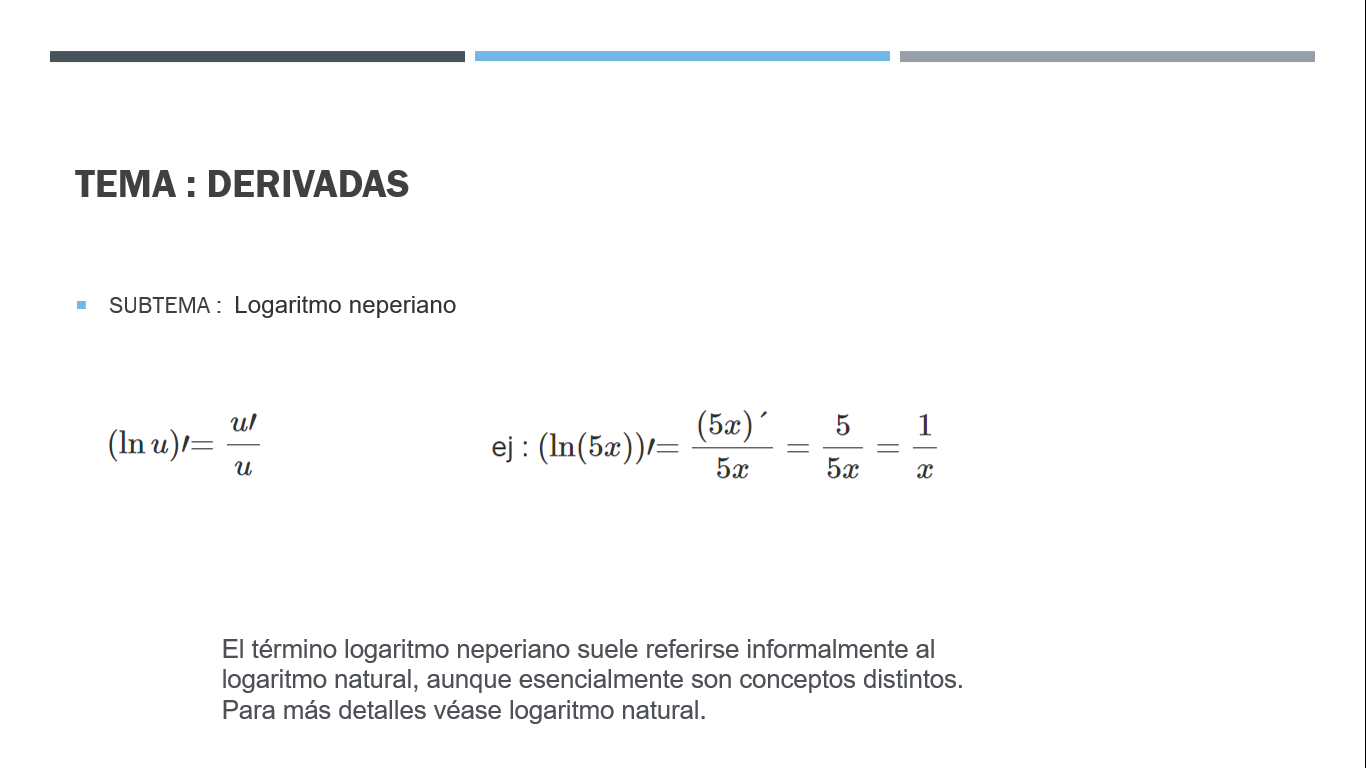 TEMA : DERIVADAS
SUBTEMA : Logaritmo neperiano
(ln u)′= u′/u
ej : (ln(5x))′= (5x)´/5x = 5/5x = 1/x
El término logaritmo neperiano suele referirse informalmente al
logaritmo natural, aunque esencialmente son conceptos distintos.
Para más detalles véase logaritmo natural.